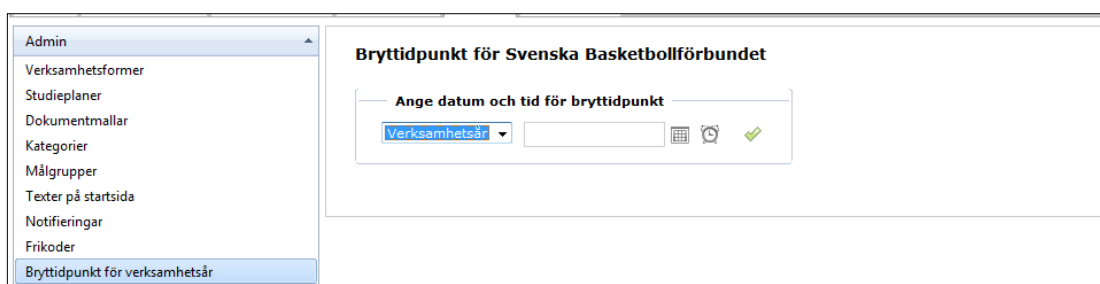 Admin
Verksamhetsformer
Studieplaner
Dokumentmallar
Kategorier
Målgrupper
Texter på startsida
Notifieringar
Frikoder
Bryttidpunkt för verksamhetsår
Bryttidpunkt för Svenska Basketbollförbundet
Ange datum och tid för bryttidpunkt
Verksamhetsår